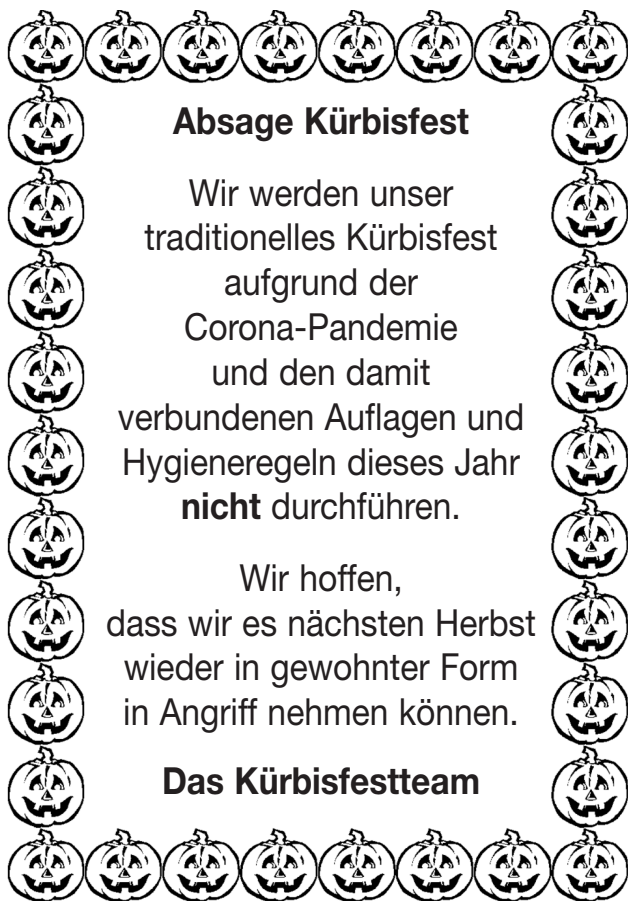 Absage Kürbisfest
Wir werden unser
traditionelles Kürbisfest
aufgrund der
Corona-Pandemie
und den damit
verbundenen Auflagen und
Hygieneregeln dieses Jahr
nicht durchführen.
Wir hoffen,
dass wir es nächsten Herbst
wieder in gewohnter Form
in Angriff nehmen können.
Das Kürbisfestteam